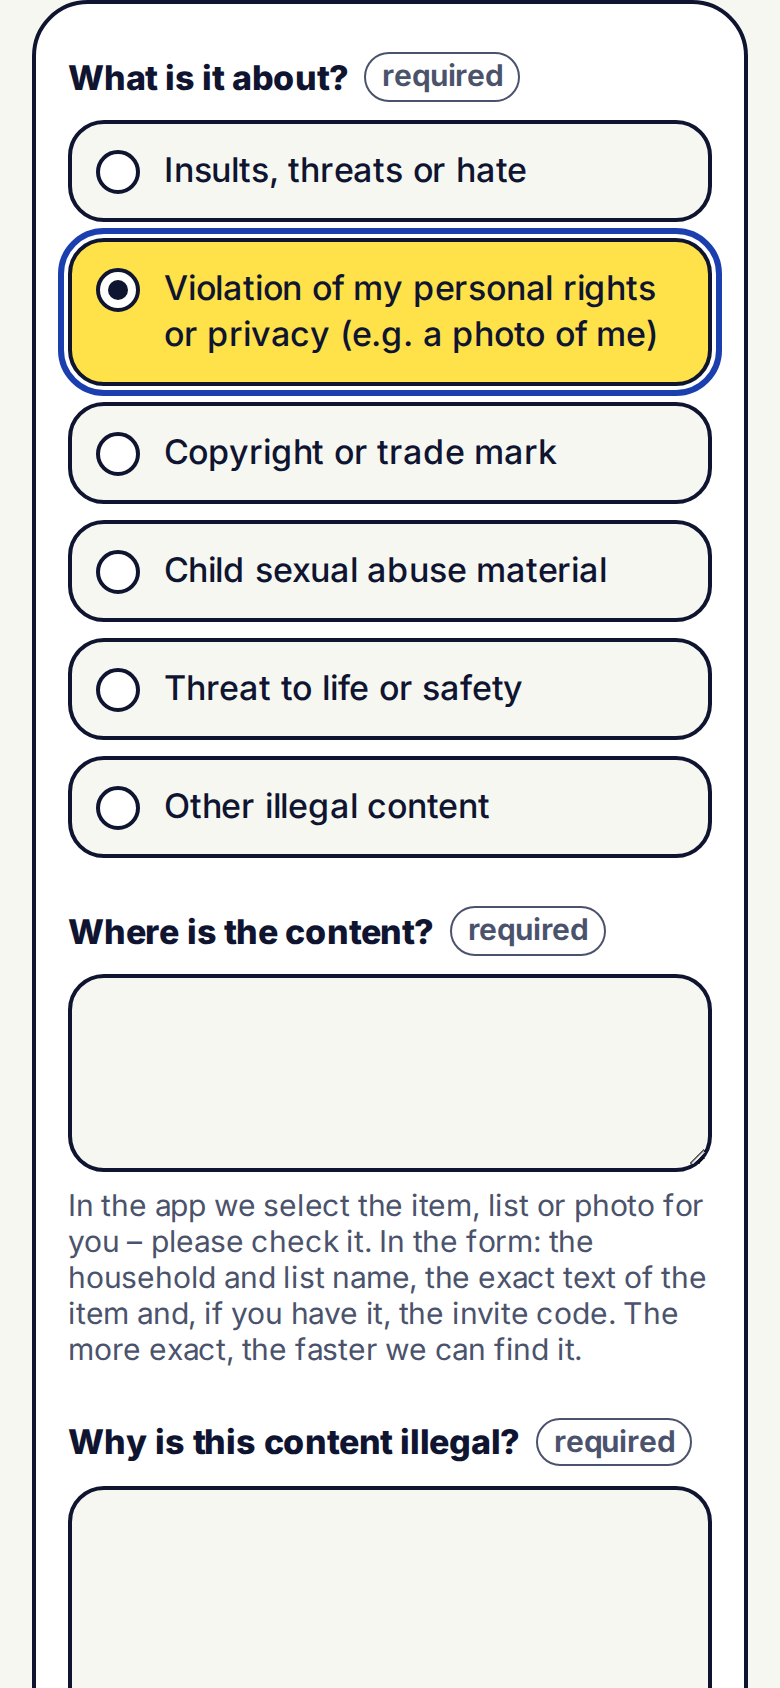 What is it about? required
Insults, threats or hate
Violation of my personal rights
or privacy (e.g. a photo of me)
Copyright or trade mark
Child sexual abuse material
Threat to life or safety
Other illegal content
Where is the content? required
In the app we select the item, list or photo for
you – please check it. In the form: the
household and list name, the exact text of the
item and, if you have it, the invite code. The
more exact, the faster we can find it.
Why is this content illegal? required